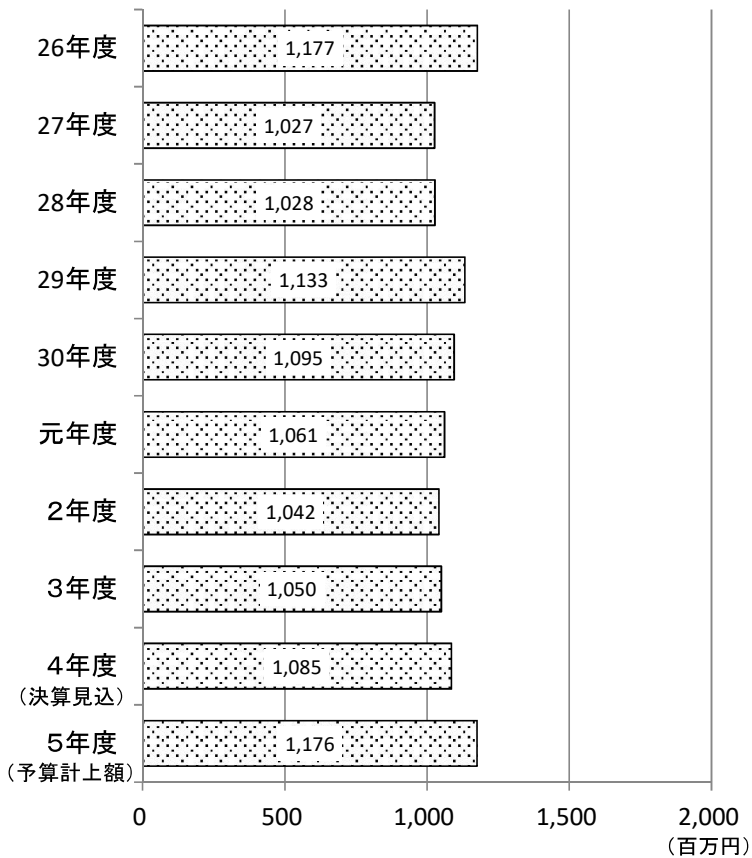 26年度 1,177
27年度 1,027
28年度 1,028
29年度 1,133
30年度 1,095
元年度 1,061
２年度 1,042
３年度 1,050
４年度 1,085
（決算見込）
５年度 1,176
（予算計上額）
0 500 1,000 1,500 2,000
（百万円）